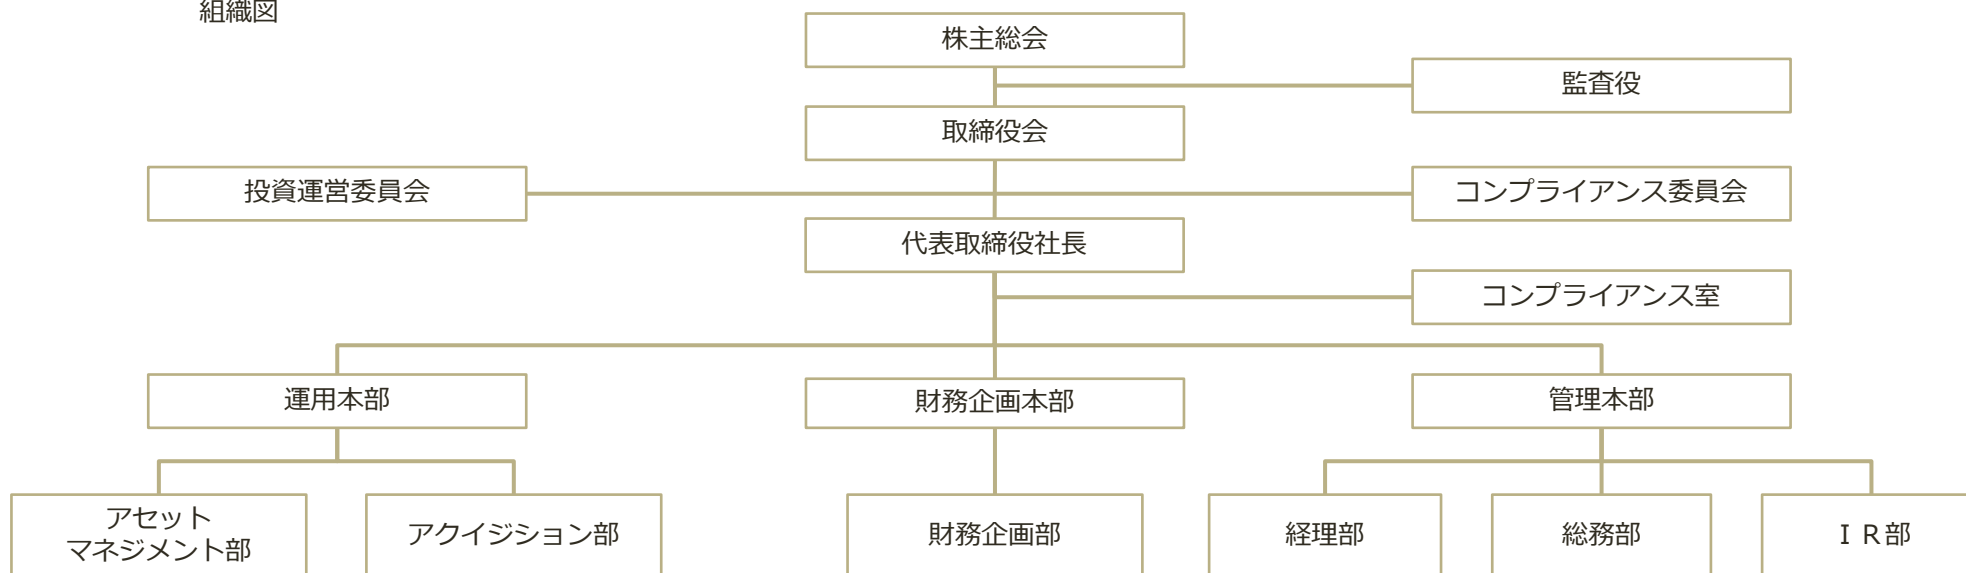 組織図
株主総会
監査役
取締役会
投資運営委員会
コンプライアンス委員会
代表取締役社長
コンプライアンス室
運用本部
財務企画本部
管理本部
アセット
マネジメント部
アクイジション部
財務企画部
経理部
総務部
ＩＲ部